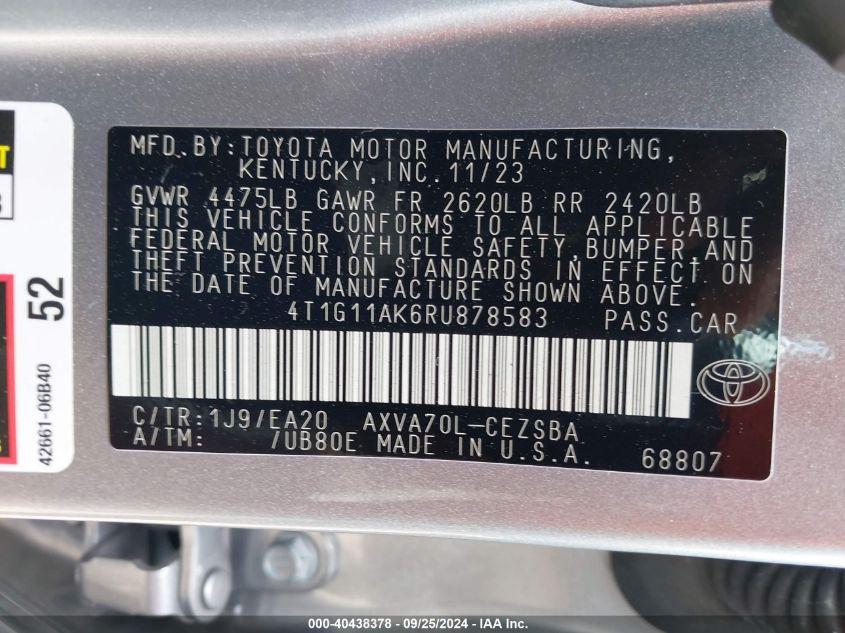 MFD. BY: TOYOTA MOTOR MANUFACTURING,
KENTUCKY, INC. 11/23
GVWR 4475LB GAWR FR 2620LB RR 2420LB
THIS VEHICLE CONFORMS TO ALL APPLICABLE
FEDERAL MOTOR VEHICLE SAFETY, BUMPER, AND
THEFT PREVENTION STANDARDS IN EFFECT ON
THE DATE OF MANUFACTURE SHOWN ABOVE.
4T1G11AK6RU878583 PASS. CAR
C/TR: 1J9/EA20 AXVA70L-CEZSBA
A/TM: /UB80E MADE IN U.S.A. 68807
52
42661-06B40
000-40438378 - 09/25/2024 - IAA Inc.